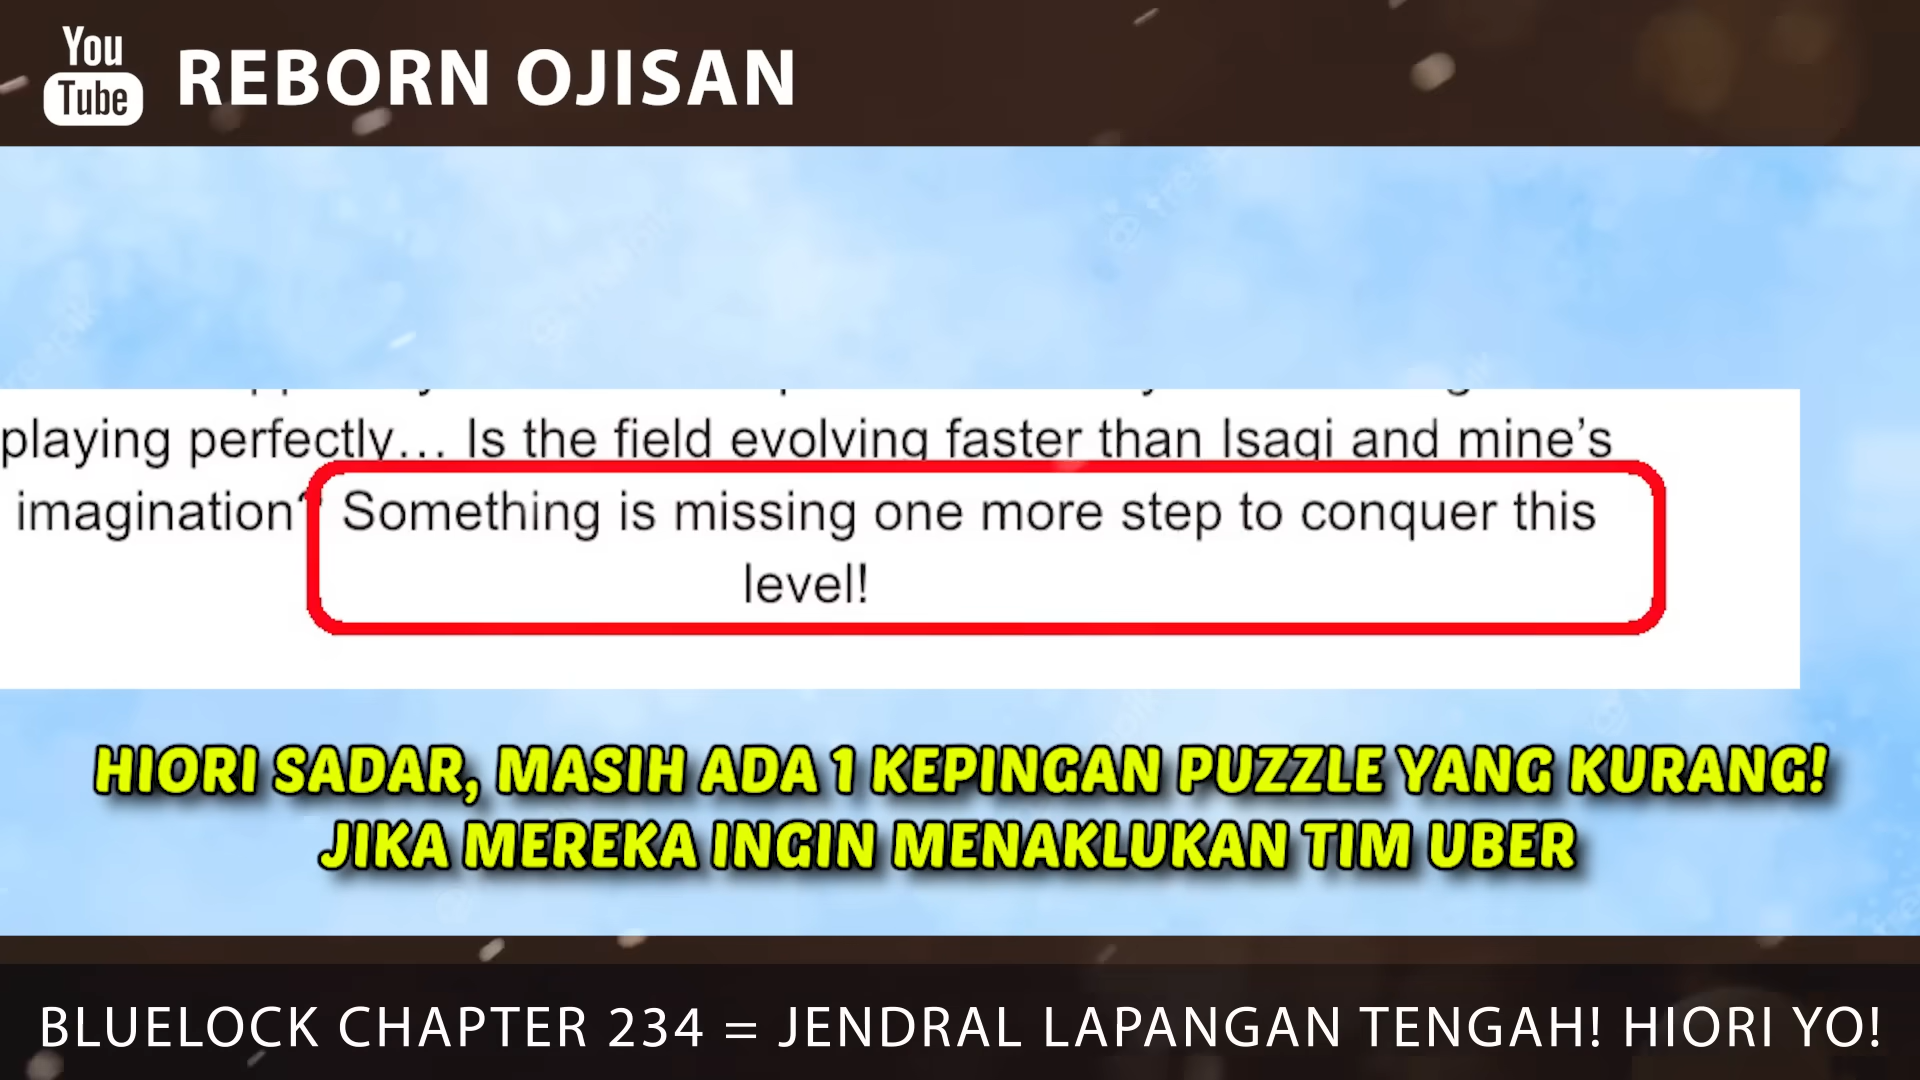 You
Tube
REBORN OJISAN
playing perfectly... Is the field evolving faster than Isagi and mine's
imagination? Something is missing one more step to conquer this
level!
HIORI SADAR, MASIH ADA 1 KEPINGAN PUZZLE YANG KURANG!
JIKA MEREKA INGIN MENAKLUKAN TIM UBER
BLUELOCK CHAPTER 234 = JENDRAL LAPANGAN TENGAH! HIORI YO!